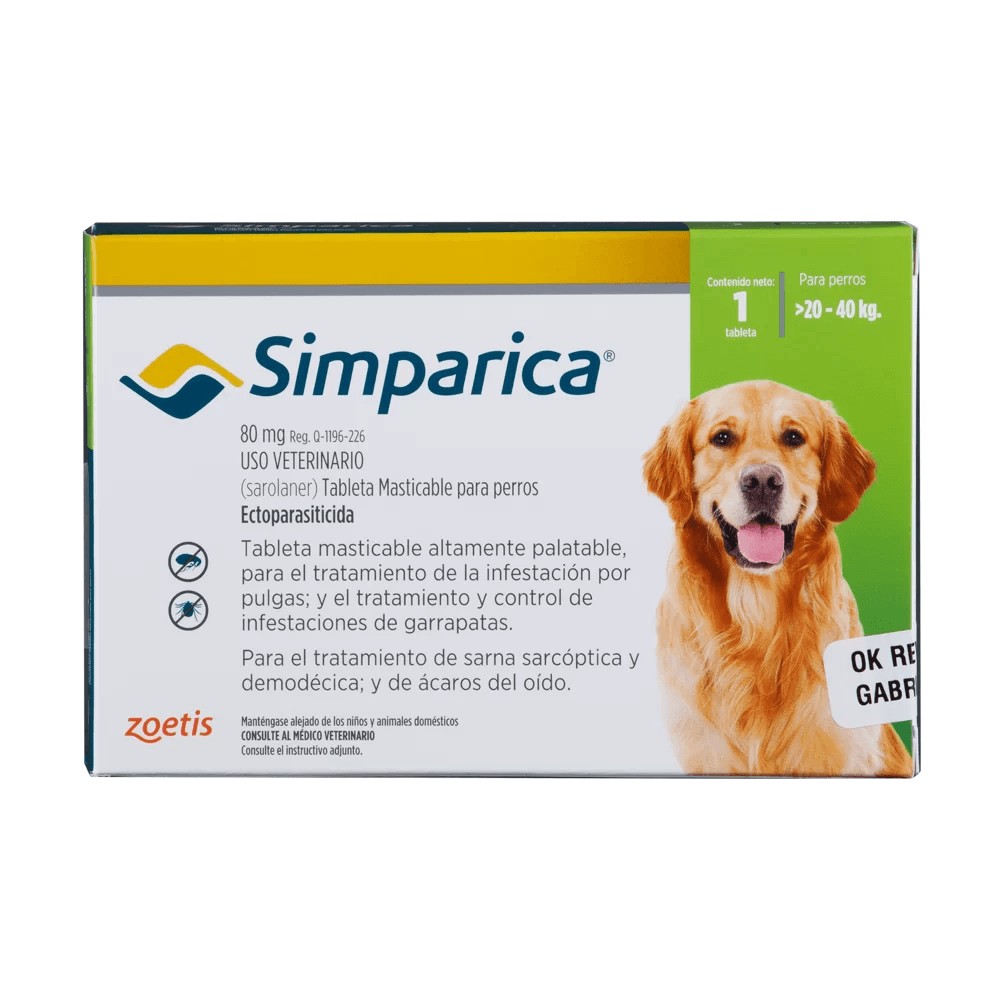 Simparica
Contenido neto:
1
tableta
Para perros
>20 - 40 kg.
Simparica®
80 mg Reg. Q-1196-226
USO VETERINARIO
(sarolaner) Tableta Masticable para perros
Ectoparasiticida
Tableta masticable altamente palatable,
para el tratamiento de la infestación por
pulgas; y el tratamiento y control de
infestaciones de garrapatas.
Para el tratamiento de sarna sarcóptica y
demodécica; y de ácaros del oído.
zoetis
Manténgase alejado de los niños y animales domésticos
CONSULTE AL MÉDICO VETERINARIO
Consulte el instructivo adjunto.
OK RE
GABR